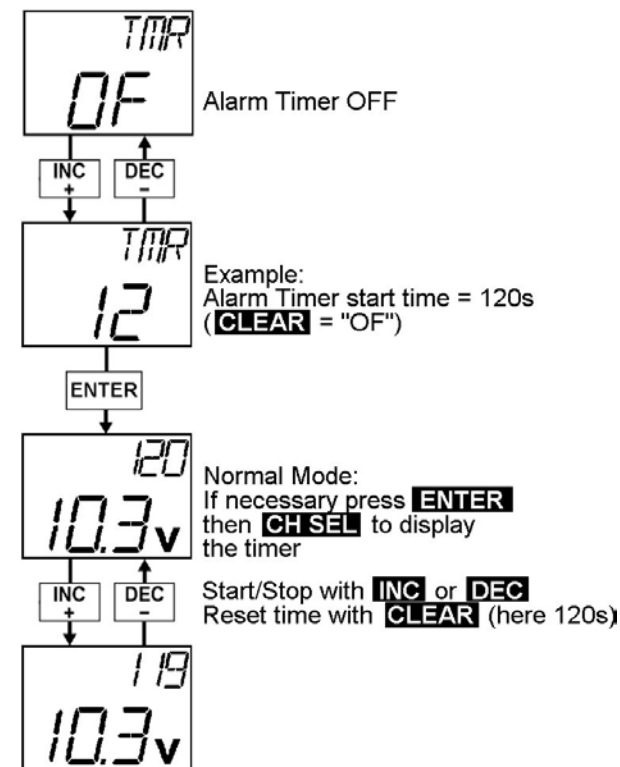 TMR
OF
Alarm Timer OFF
INC
+
DEC
–
TMR
12
Example:
Alarm Timer start time = 120s
(CLEAR = "OF")
ENTER
120
10.3v
Normal Mode:
If necessary press ENTER
then CH SEL to display
the timer
INC
+
DEC
–
Start/Stop with INC or DEC
Reset time with CLEAR (here 120s)
119
10.3v